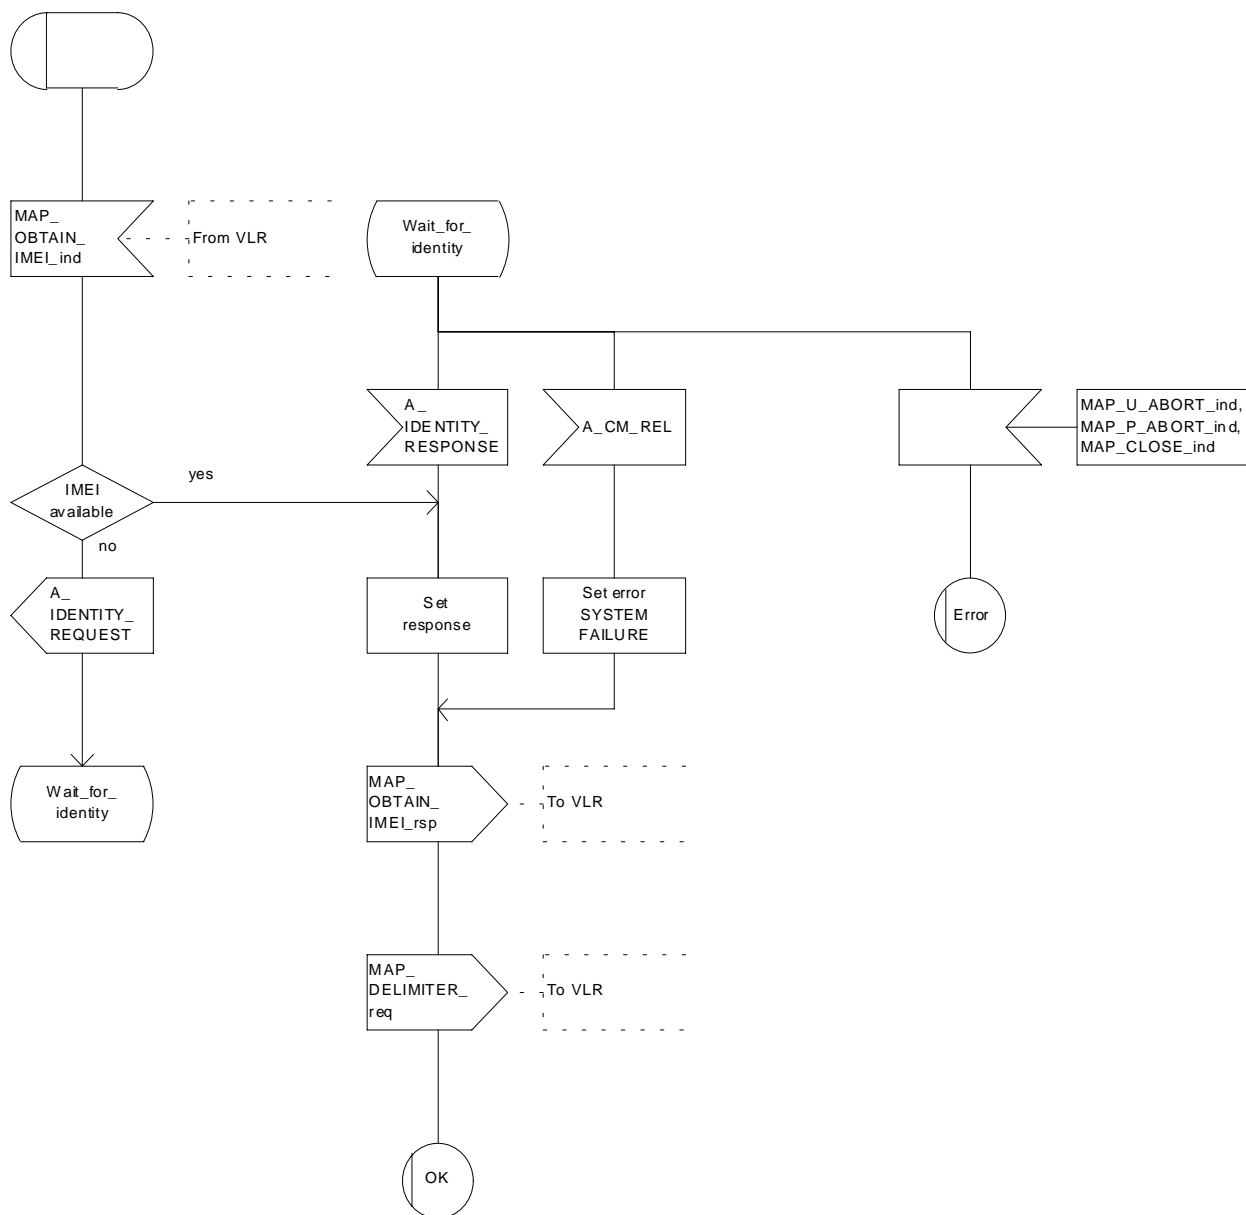 MAP_
OBTAIN_
IMEI_ind
From VLR
Wait_for_
identity
A_
IDENTITY_
RESPONSE
A_CM_REL
MAP_U_ABORT_ind,
MAP_P_ABORT_ind,
MAP_CLOSE_ind
IMEI
available
yes
no
A_
IDENTITY_
REQUEST
Set
response
Set error
SYSTEM
FAILURE
Error
Wait_for_
identity
MAP_
OBTAIN_
IMEI_rsp
To VLR
MAP_
DELIMITER_
req
To VLR
OK